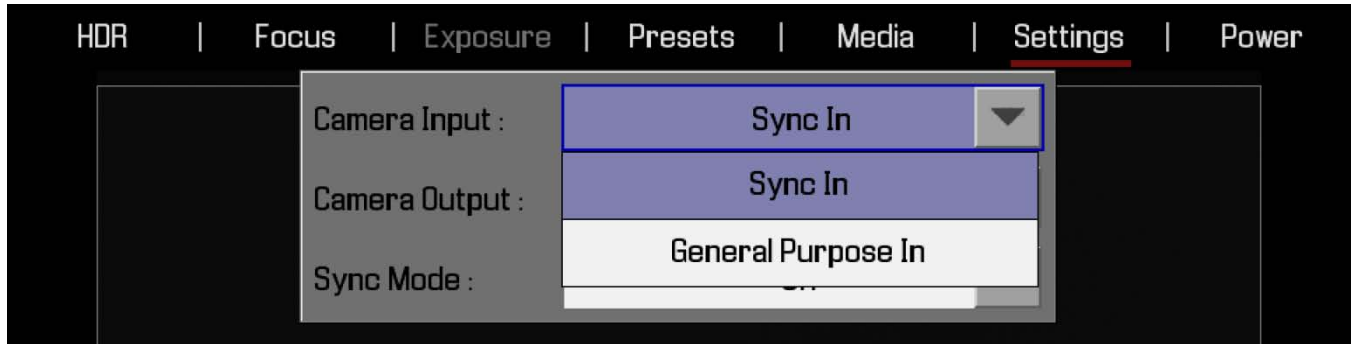 HDR | Focus | Exposure | Presets | Media | Settings | Power
Camera Input : Sync In
Sync In
Camera Output :
General Purpose In
Sync Mode :